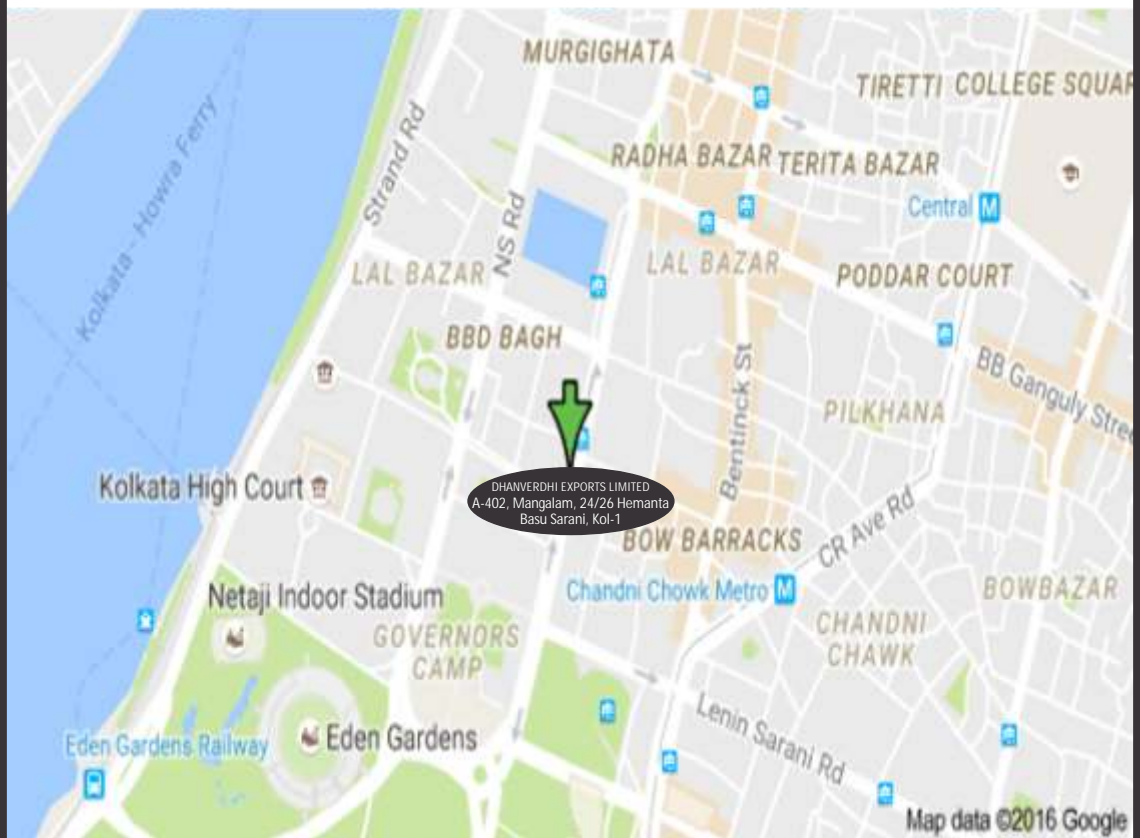 MURGIGHATA
TIRETTI COLLEGE SQUAR
Strand Rd
RADHA BAZAR
TERITA BAZAR
Kolkata - Howra Ferry
NS Rd
Central M
LAL BAZAR
LAL BAZAR
PODDAR COURT
BBD BAGH
BB Ganguly Stree
Bentinck St
PILKHANA
Kolkata High Court
DHANVERDHI EXPORTS LIMITED
A-402, Mangalam, 24/26 Hemanta
Basu Sarani, Kol-1
BOW BARRACKS
CR Ave Rd
Chandni Chowk Metro M
BOWBAZAR
Netaji Indoor Stadium
GOVERNORS
CAMP
CHANDNI
CHAWK
Lenin Sarani Rd
Eden Gardens Railway
Eden Gardens
Map data ©2016 Google